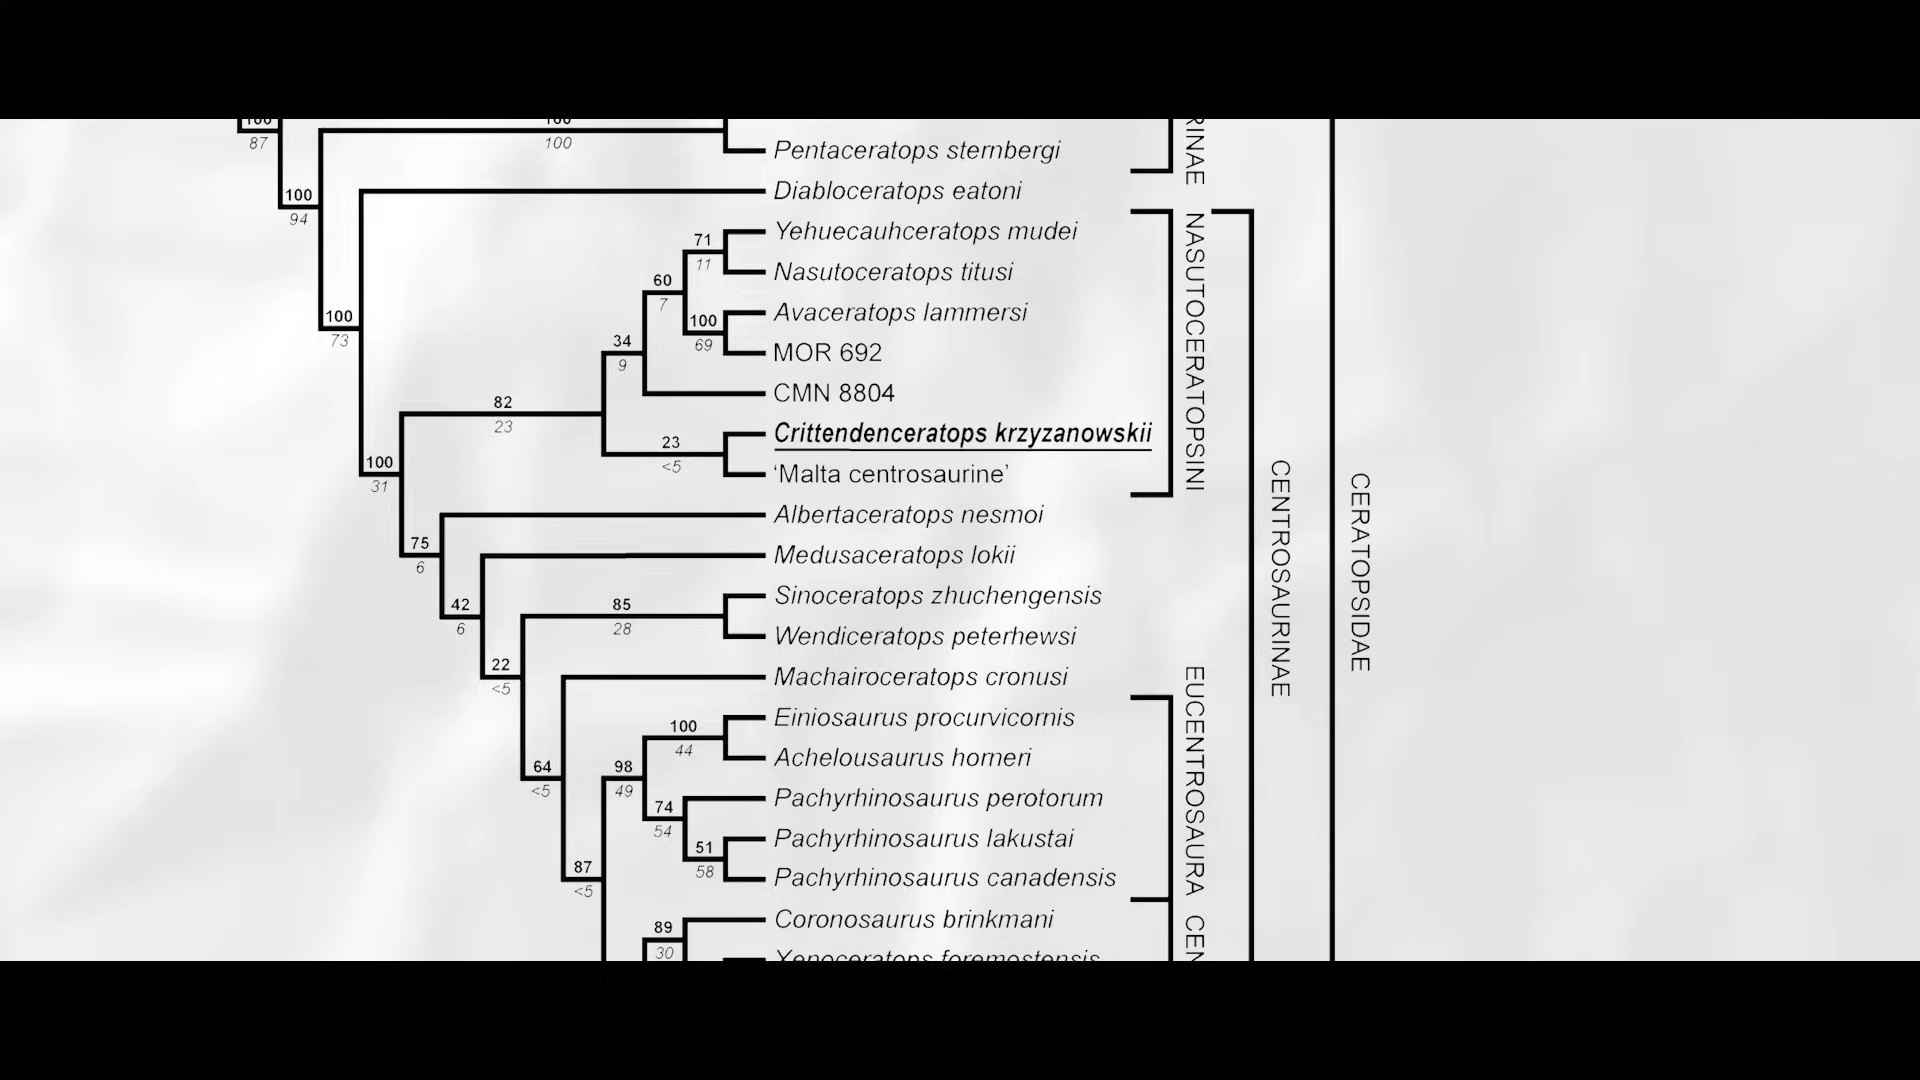 100
100
87
100
Pentaceratops sternbergi
RINAE
100
94
Diabloceratops eatoni
100
73
71
11
Yehuecauhceratops mudei
Nasutoceratops titusi
60
7
Avaceratops lammersi
100
69
MOR 692
34
9
CMN 8804
82
23
Crittendenceratops krzyzanowskii
23
<5
‘Malta centrosaurine’
NASUTOCERATOPSINI
100
31
Albertaceratops nesmoi
75
6
Medusaceratops lokii
Sinoceratops zhuchengensis
42
6
85
28
Wendiceratops peterhewsi
CENTROSAURINAE
CERATOPSIDAE
22
<5
Machairoceratops cronusi
Einiosaurus procurvicornis
100
44
Achelousaurus horneri
64
<5
98
49
Pachyrhinosaurus perotorum
74
54
Pachyrhinosaurus lakustai
51
58
Pachyrhinosaurus canadensis
EUCENTROSAURA
87
<5
Coronosaurus brinkmani
89
30
CEN
Xenoceratops foremostensis